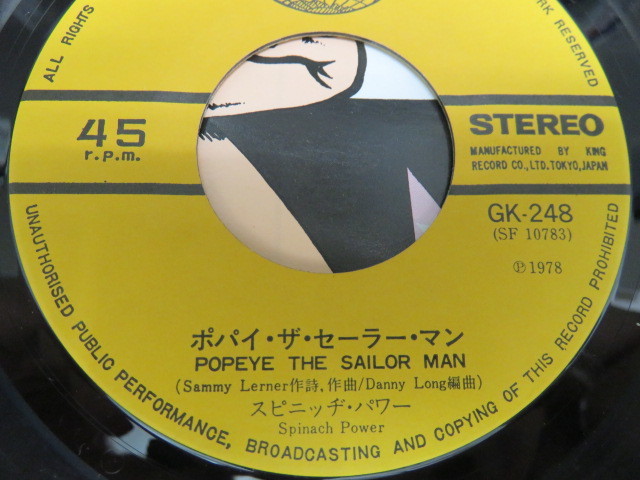 ALL RIGHTS
RK RESERVED
45
r.p.m.
STEREO
MANUFACTURED BY KING
RECORD CO., LTD. TOKYO, JAPAN
GK-248
(SF 10783)
Ⓟ1978
ポパイ・ザ・セーラー・マン
POPEYE THE SAILOR MAN
(Sammy Lerner作詩、作曲/Danny Long編曲)
スピニッヂ・パワー
Spinach Power
UNAUTHORISED PUBLIC PERFORMANCE, BROADCASTING AND COPYING OF THIS RECORD PROHIBITED